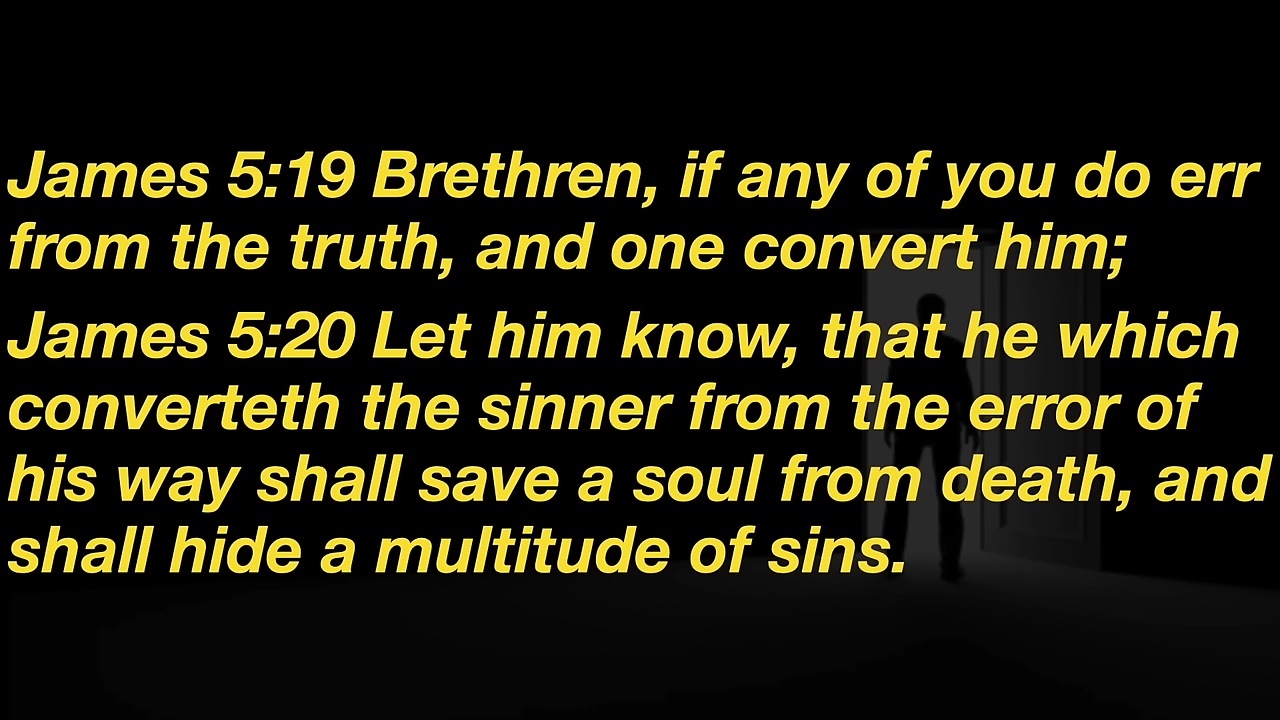 James 5:19 Brethren, if any of you do err
from the truth, and one convert him;
James 5:20 Let him know, that he which
converteth the sinner from the error of
his way shall save a soul from death, and
shall hide a multitude of sins.